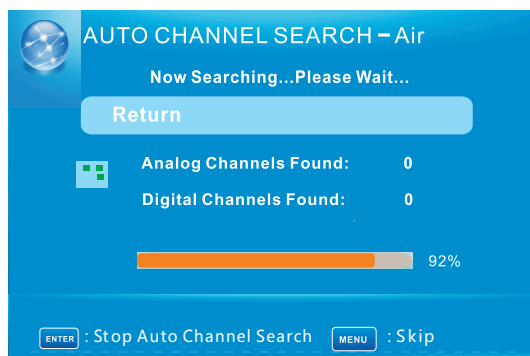 AUTO CHANNEL SEARCH – Air
Now Searching...Please Wait...
Return
Analog Channels Found: 0
Digital Channels Found: 0
92%
ENTER : Stop Auto Channel Search MENU : Skip